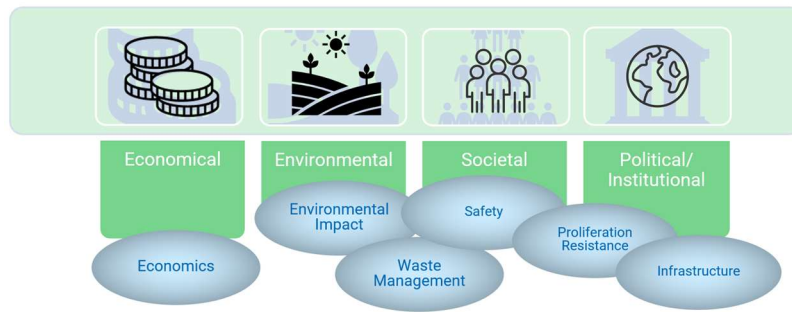 Economical
Environmental
Societal
Political/
Institutional
Environmental
Impact
Safety
Proliferation
Resistance
Economics
Waste
Management
Infrastructure